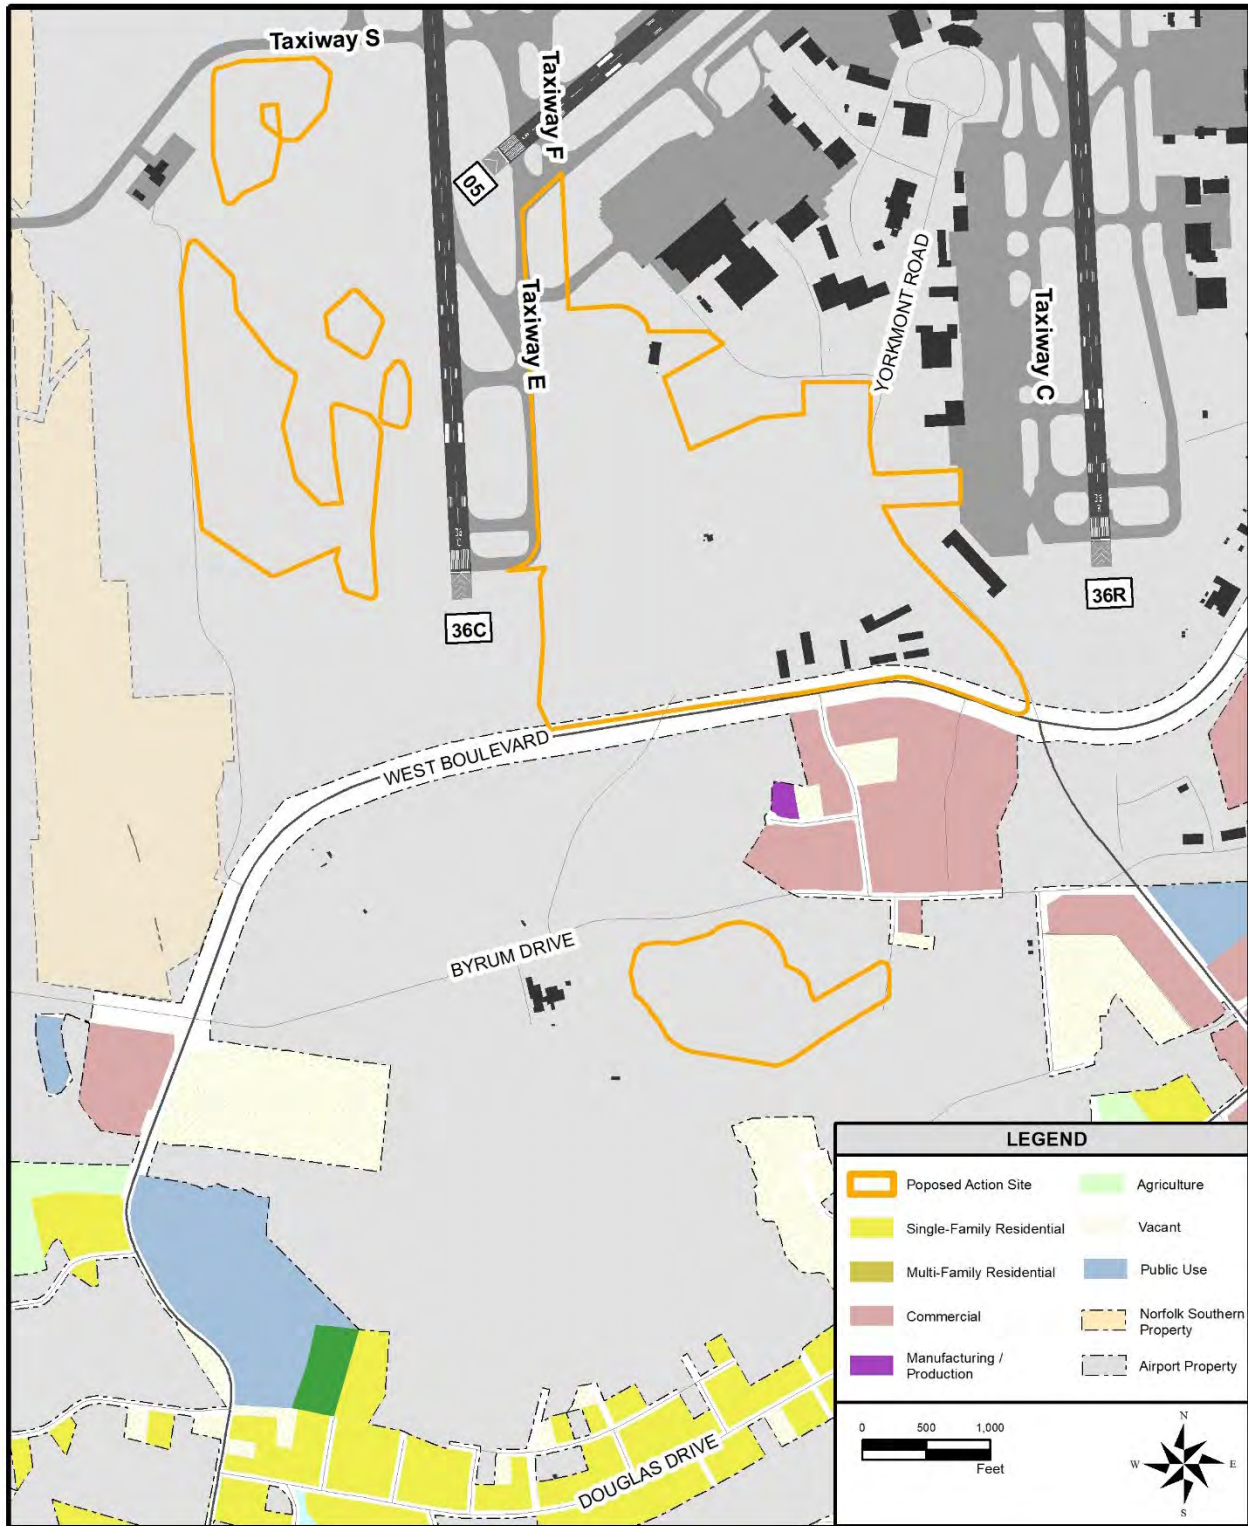 Taxiway S
Taxiway F
05
Taxiway E
YORKMONT ROAD
Taxiway C
36
C
36
R
36C
36R
WEST BOULEVARD
BYRUM DRIVE
DOUGLAS DRIVE
LEGEND
Poposed Action Site
Single-Family Residential
Multi-Family Residential
Commercial
Manufacturing /
Production
Agriculture
Vacant
Public Use
Norfolk Southern
Property
Airport Property
0 500 1,000
Feet
N
W E
S